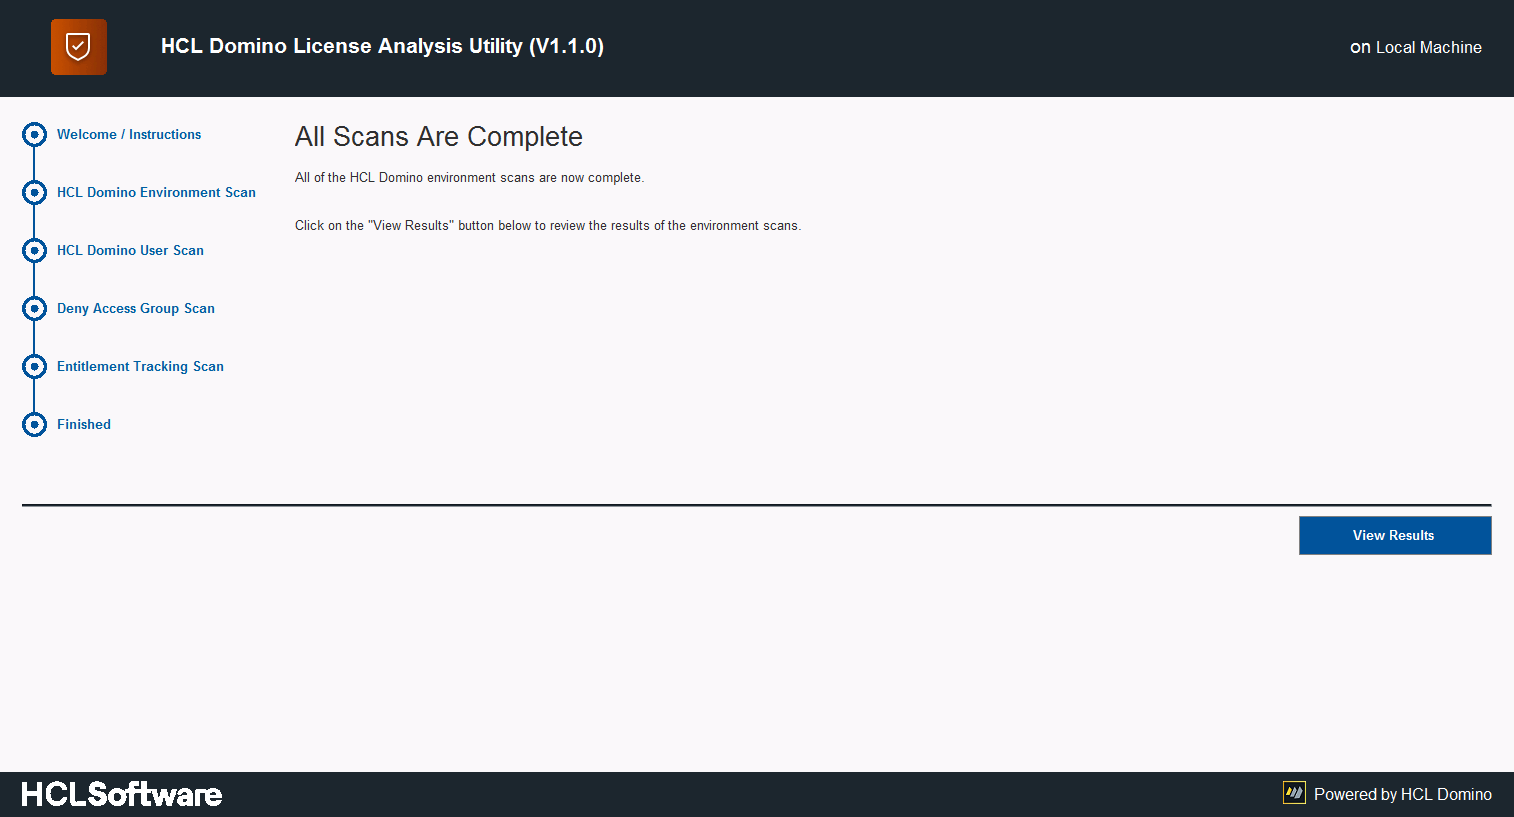 HCL Domino License Analysis Utility (V1.1.0)
on Local Machine
Welcome / Instructions
HCL Domino Environment Scan
HCL Domino User Scan
Deny Access Group Scan
Entitlement Tracking Scan
Finished
All Scans Are Complete
All of the HCL Domino environment scans are now complete.
Click on the "View Results" button below to review the results of the environment scans.
View Results
HCLSoftware
Powered by HCL Domino